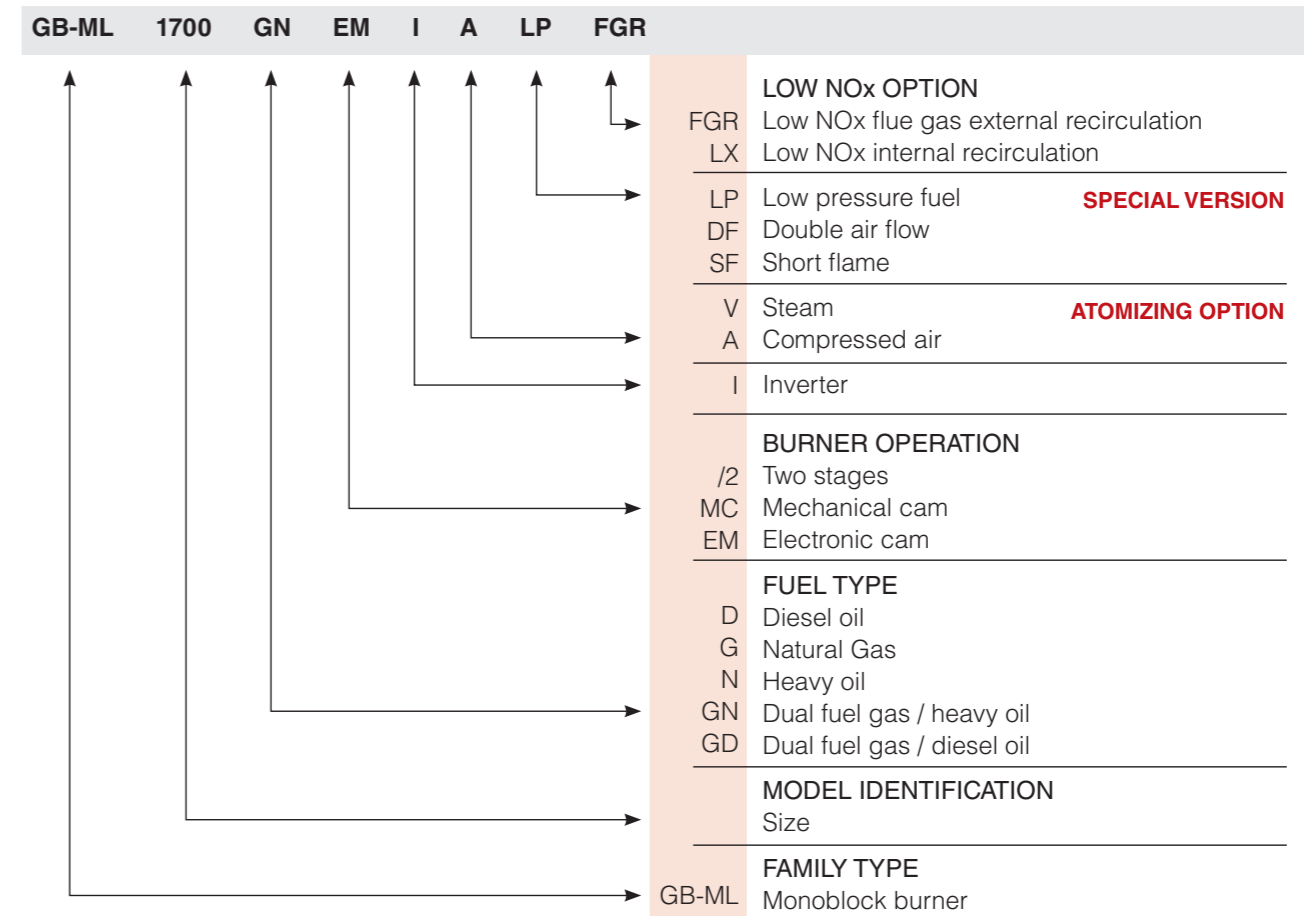 GB-ML 1700 GN EM I A LP FGR
LOW NOx OPTION
FGR Low NOx flue gas external recirculation
LX Low NOx internal recirculation
LP Low pressure fuel SPECIAL VERSION
DF Double air flow
SF Short flame
V Steam ATOMIZING OPTION
A Compressed air
I Inverter
BURNER OPERATION
/2 Two stages
MC Mechanical cam
EM Electronic cam
FUEL TYPE
D Diesel oil
G Natural Gas
N Heavy oil
GN Dual fuel gas / heavy oil
GD Dual fuel gas / diesel oil
MODEL IDENTIFICATION
Size
FAMILY TYPE
GB-ML Monoblock burner